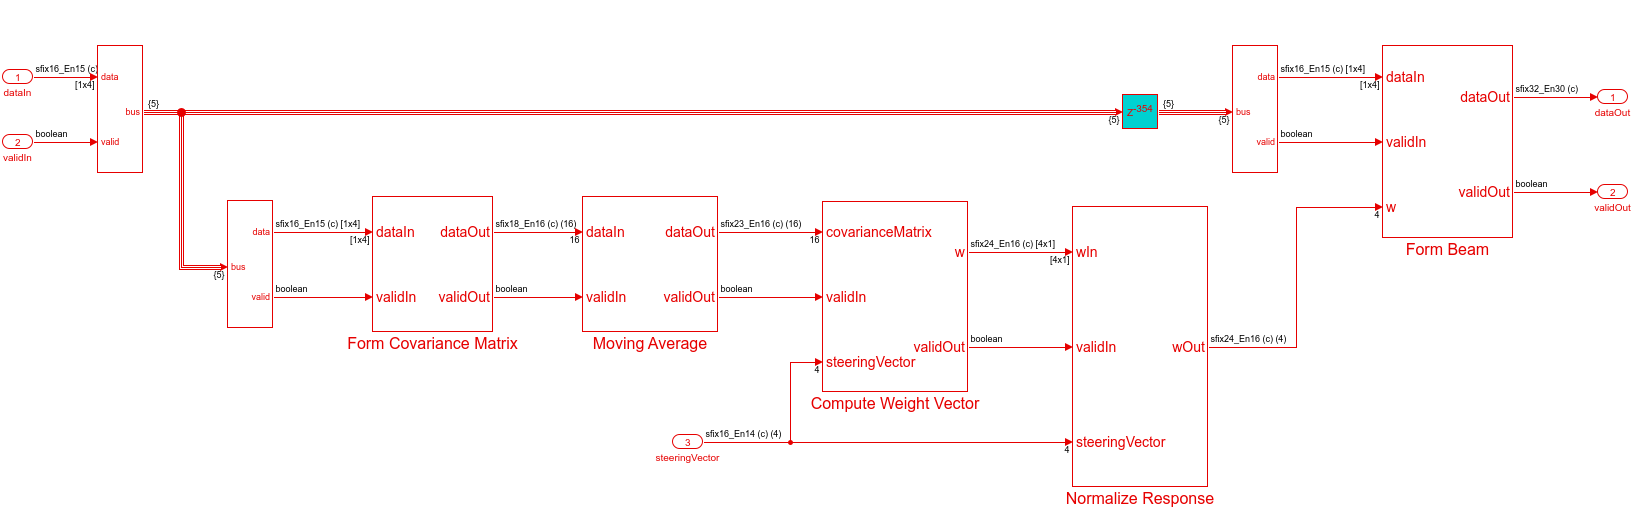 1
sfix16_En15 (c)
[1x4]
dataIn
2
boolean
validIn
data
bus
valid
{5}
{5}
Z-354
{5}
{5}
data
bus
valid
sfix16_En15 (c) [1x4]
[1x4]
boolean
dataIn
dataOut
validIn
validOut
w
4
Form Beam
sfix32_En30 (c)
1
dataOut
boolean
2
validOut
{5}
data
bus
valid
sfix16_En15 (c) [1x4]
[1x4]
boolean
dataIn
dataOut
validIn
validOut
Form Covariance Matrix
sfix18_En16 (c) (16)
16
boolean
dataIn
dataOut
validIn
validOut
Moving Average
sfix23_En16 (c) (16)
16
boolean
covarianceMatrix
w
validIn
validOut
steeringVector
4
Compute Weight Vector
sfix24_En16 (c) [4x1]
[4x1]
boolean
wIn
validIn
wOut
steeringVector
4
Normalize Response
sfix24_En16 (c) (4)
3
sfix16_En14 (c) (4)
steeringVector